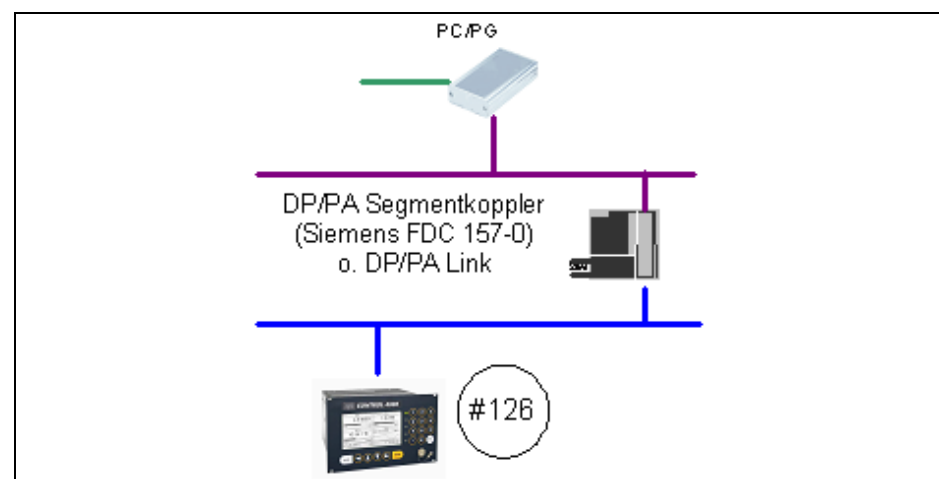 PC/PG
DP/PA Segmentkoppler
(Siemens FDC 157-0)
o. DP/PA Link
#126